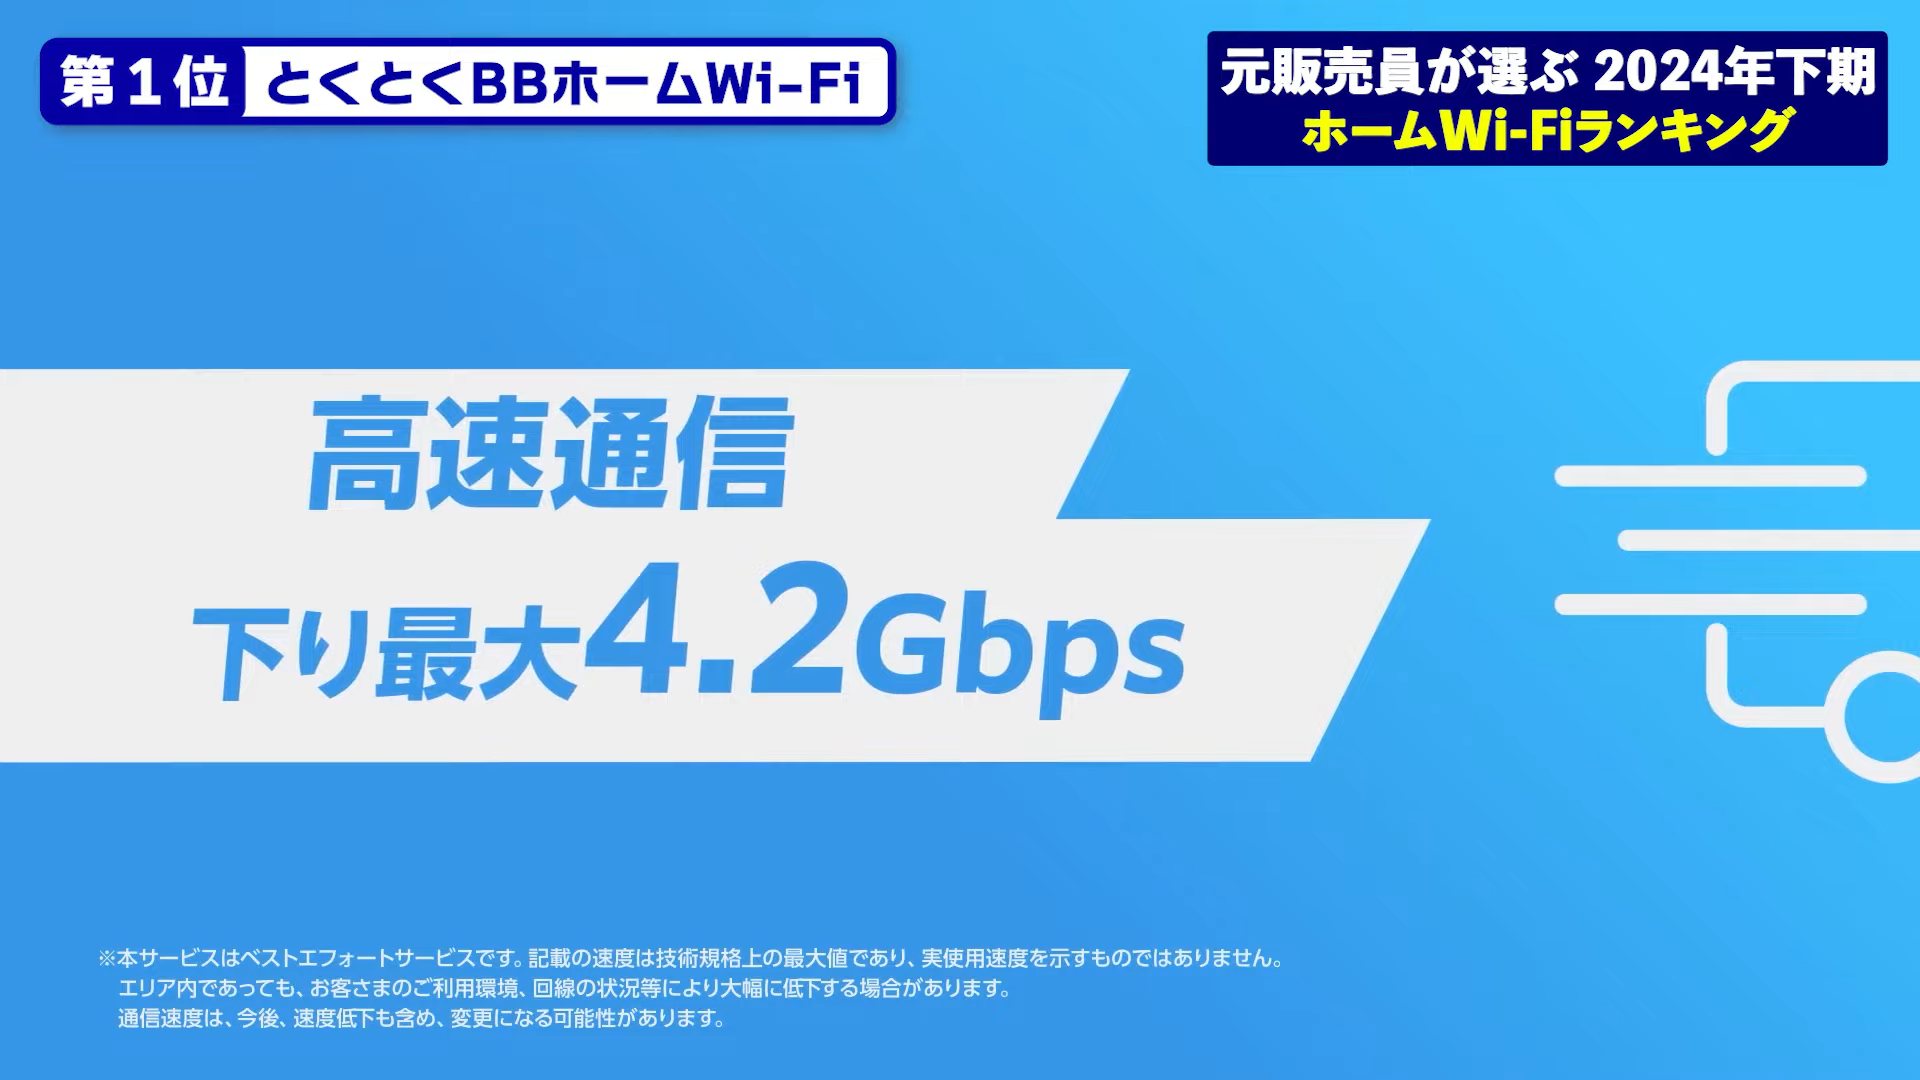 第1位 とくとくBBホームWi-Fi
元販売員が選ぶ 2024年下期
ホームWi-Fiランキング
高速通信
下り最大4.2Gbps
※本サービスはベストエフォートサービスです。記載の速度は技術規格上の最大値であり、実使用速度を示すものではありません。
エリア内であっても、お客さまのご利用環境、回線の状況等により大幅に低下する場合があります。
通信速度は、今後、速度低下も含め、変更になる可能性があります。